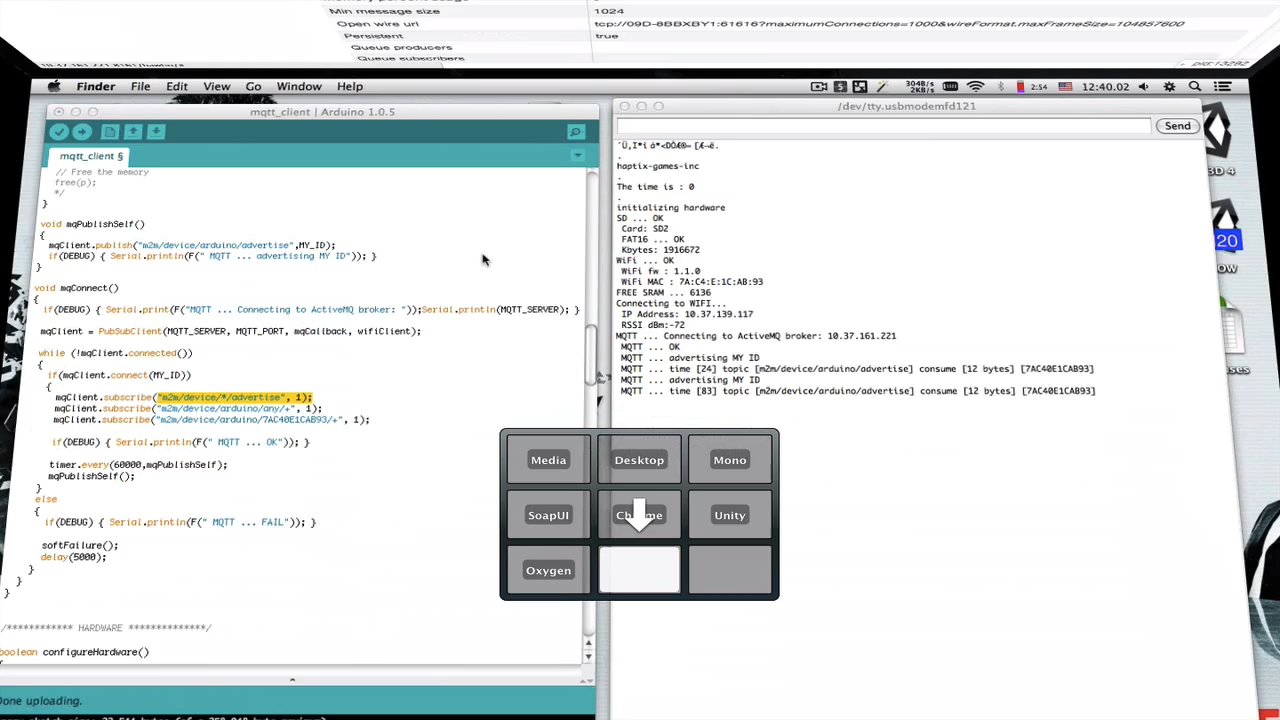 Min message size 1024
Open wire url tcp://09D-8BBXBY1:61616?maximumConnections=1000&wireFormat.maxFrameSize=104857600
Persistent true
Queue producers
Queue subscribers
Finder File Edit View Go Window Help 304B/s 2KB/s 2:54 12:40.02
mqtt_client | Arduino 1.0.5
mqtt_client §
// Free the memory
free(p);
*/
}
void mqPublishSelf()
{
mqClient.publish("m2m/device/arduino/advertise",MY_ID);
if(DEBUG) { Serial.println(F(" MQTT ... advertising MY ID")); }
}
void mqConnect()
{
if(DEBUG) { Serial.print(F("MQTT ... Connecting to ActiveMQ broker: "));Serial.println(MQTT_SERVER); }
mqClient = PubSubClient(MQTT_SERVER, MQTT_PORT, mqCallback, wifiClient);
while (!mqClient.connected())
{
if(mqClient.connect(MY_ID))
{
mqClient.subscribe("m2m/device/*/advertise", 1);
mqClient.subscribe("m2m/device/arduino/any/+", 1);
mqClient.subscribe("m2m/device/arduino/7AC40E1CAB93/+", 1);
if(DEBUG) { Serial.println(F(" MQTT ... OK")); }
timer.every(60000,mqPublishSelf);
mqPublishSelf();
}
else
{
if(DEBUG) { Serial.println(F(" MQTT ... FAIL")); }
softFailure();
delay(5000);
}
}
}
/************ HARDWARE **************/
boolean configureHardware()
Done uploading.
/dev/tty.usbmodemfd121
Send
.
haptix-games-inc
.
The time is : 0
.
initializing hardware
SD ... OK
Card: SD2
FAT16 ... OK
Kbytes: 1916672
WiFi ... OK
WiFi fw : 1.1.0
WiFi MAC : 7A:C4:E:1C:AB:93
FREE SRAM ... 6136
Connecting to WIFI...
IP Address: 10.37.139.117
RSSI dBm:-72
MQTT ... Connecting to ActiveMQ broker: 10.37.161.221
MQTT ... OK
MQTT ... advertising MY ID
MQTT ... time [24] topic [m2m/device/arduino/advertise] consume [12 bytes] [7AC40E1CAB93]
MQTT ... advertising MY ID
MQTT ... time [83] topic [m2m/device/arduino/advertise] consume [12 bytes] [7AC40E1CAB93]
3D 4
20
Media Desktop Mono
SoapUI Unity
Oxygen